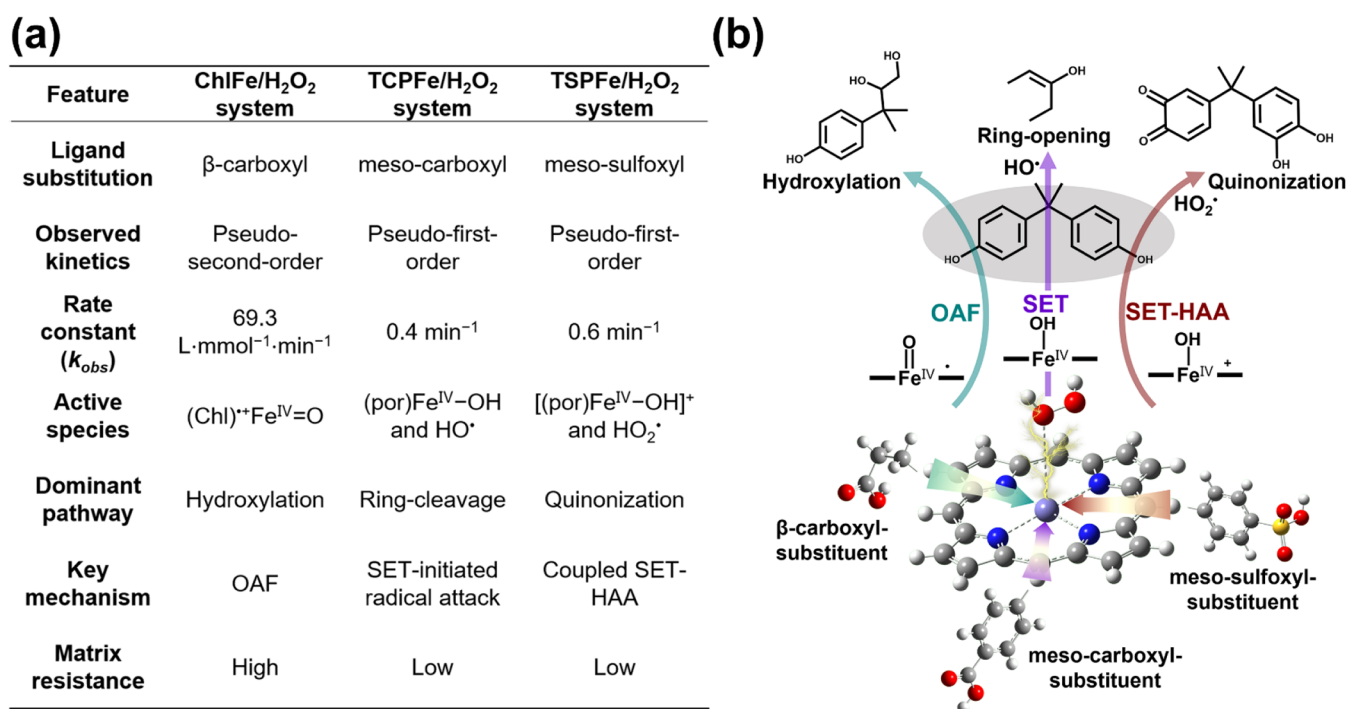 (a)
Feature
ChlFe/H₂O₂
system
TCPFe/H₂O₂
system
TSPFe/H₂O₂
system
Ligand
substitution
β-carboxyl
meso-carboxyl
meso-sulfoxyl
Observed
kinetics
Pseudo-
second-order
Pseudo-first-
order
Pseudo-first-
order
Rate
constant
(k_obs)
69.3
L·mmol⁻¹·min⁻¹
0.4 min⁻¹
0.6 min⁻¹
Active
species
(Chl)•⁺Feᴵⱽ=O
(por)Feᴵⱽ−OH
and HO•
[(por)Feᴵⱽ−OH]⁺
and HO₂•
Dominant
pathway
Hydroxylation
Ring-cleavage
Quinonization
Key
mechanism
OAF
SET-initiated
radical attack
Coupled SET-
HAA
Matrix
resistance
High
Low
Low
(b)
HO
HO
HO
Hydroxylation
OH
Ring-opening
HO•
O
O
OH
OH
Quinonization
HO₂•
HO
OH
OAF
SET
SET-HAA
O
Feᴵⱽ •
OH
Feᴵⱽ
OH
Feᴵⱽ +
β-carboxyl-
substituent
meso-sulfoxyl-
substituent
meso-carboxyl-
substituent